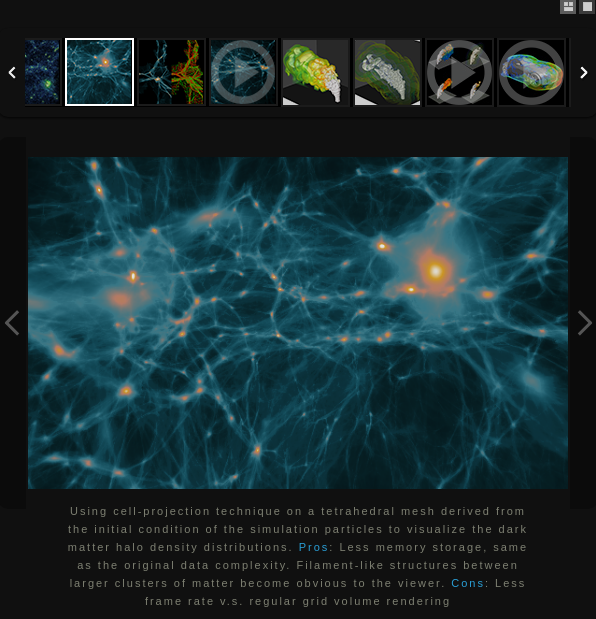 Using cell-projection technique on a tetrahedral mesh derived from
the initial condition of the simulation particles to visualize the dark
matter halo density distributions. Pros: Less memory storage, same
as the original data complexity. Filament-like structures between
larger clusters of matter become obvious to the viewer. Cons: Less
frame rate v.s. regular grid volume rendering